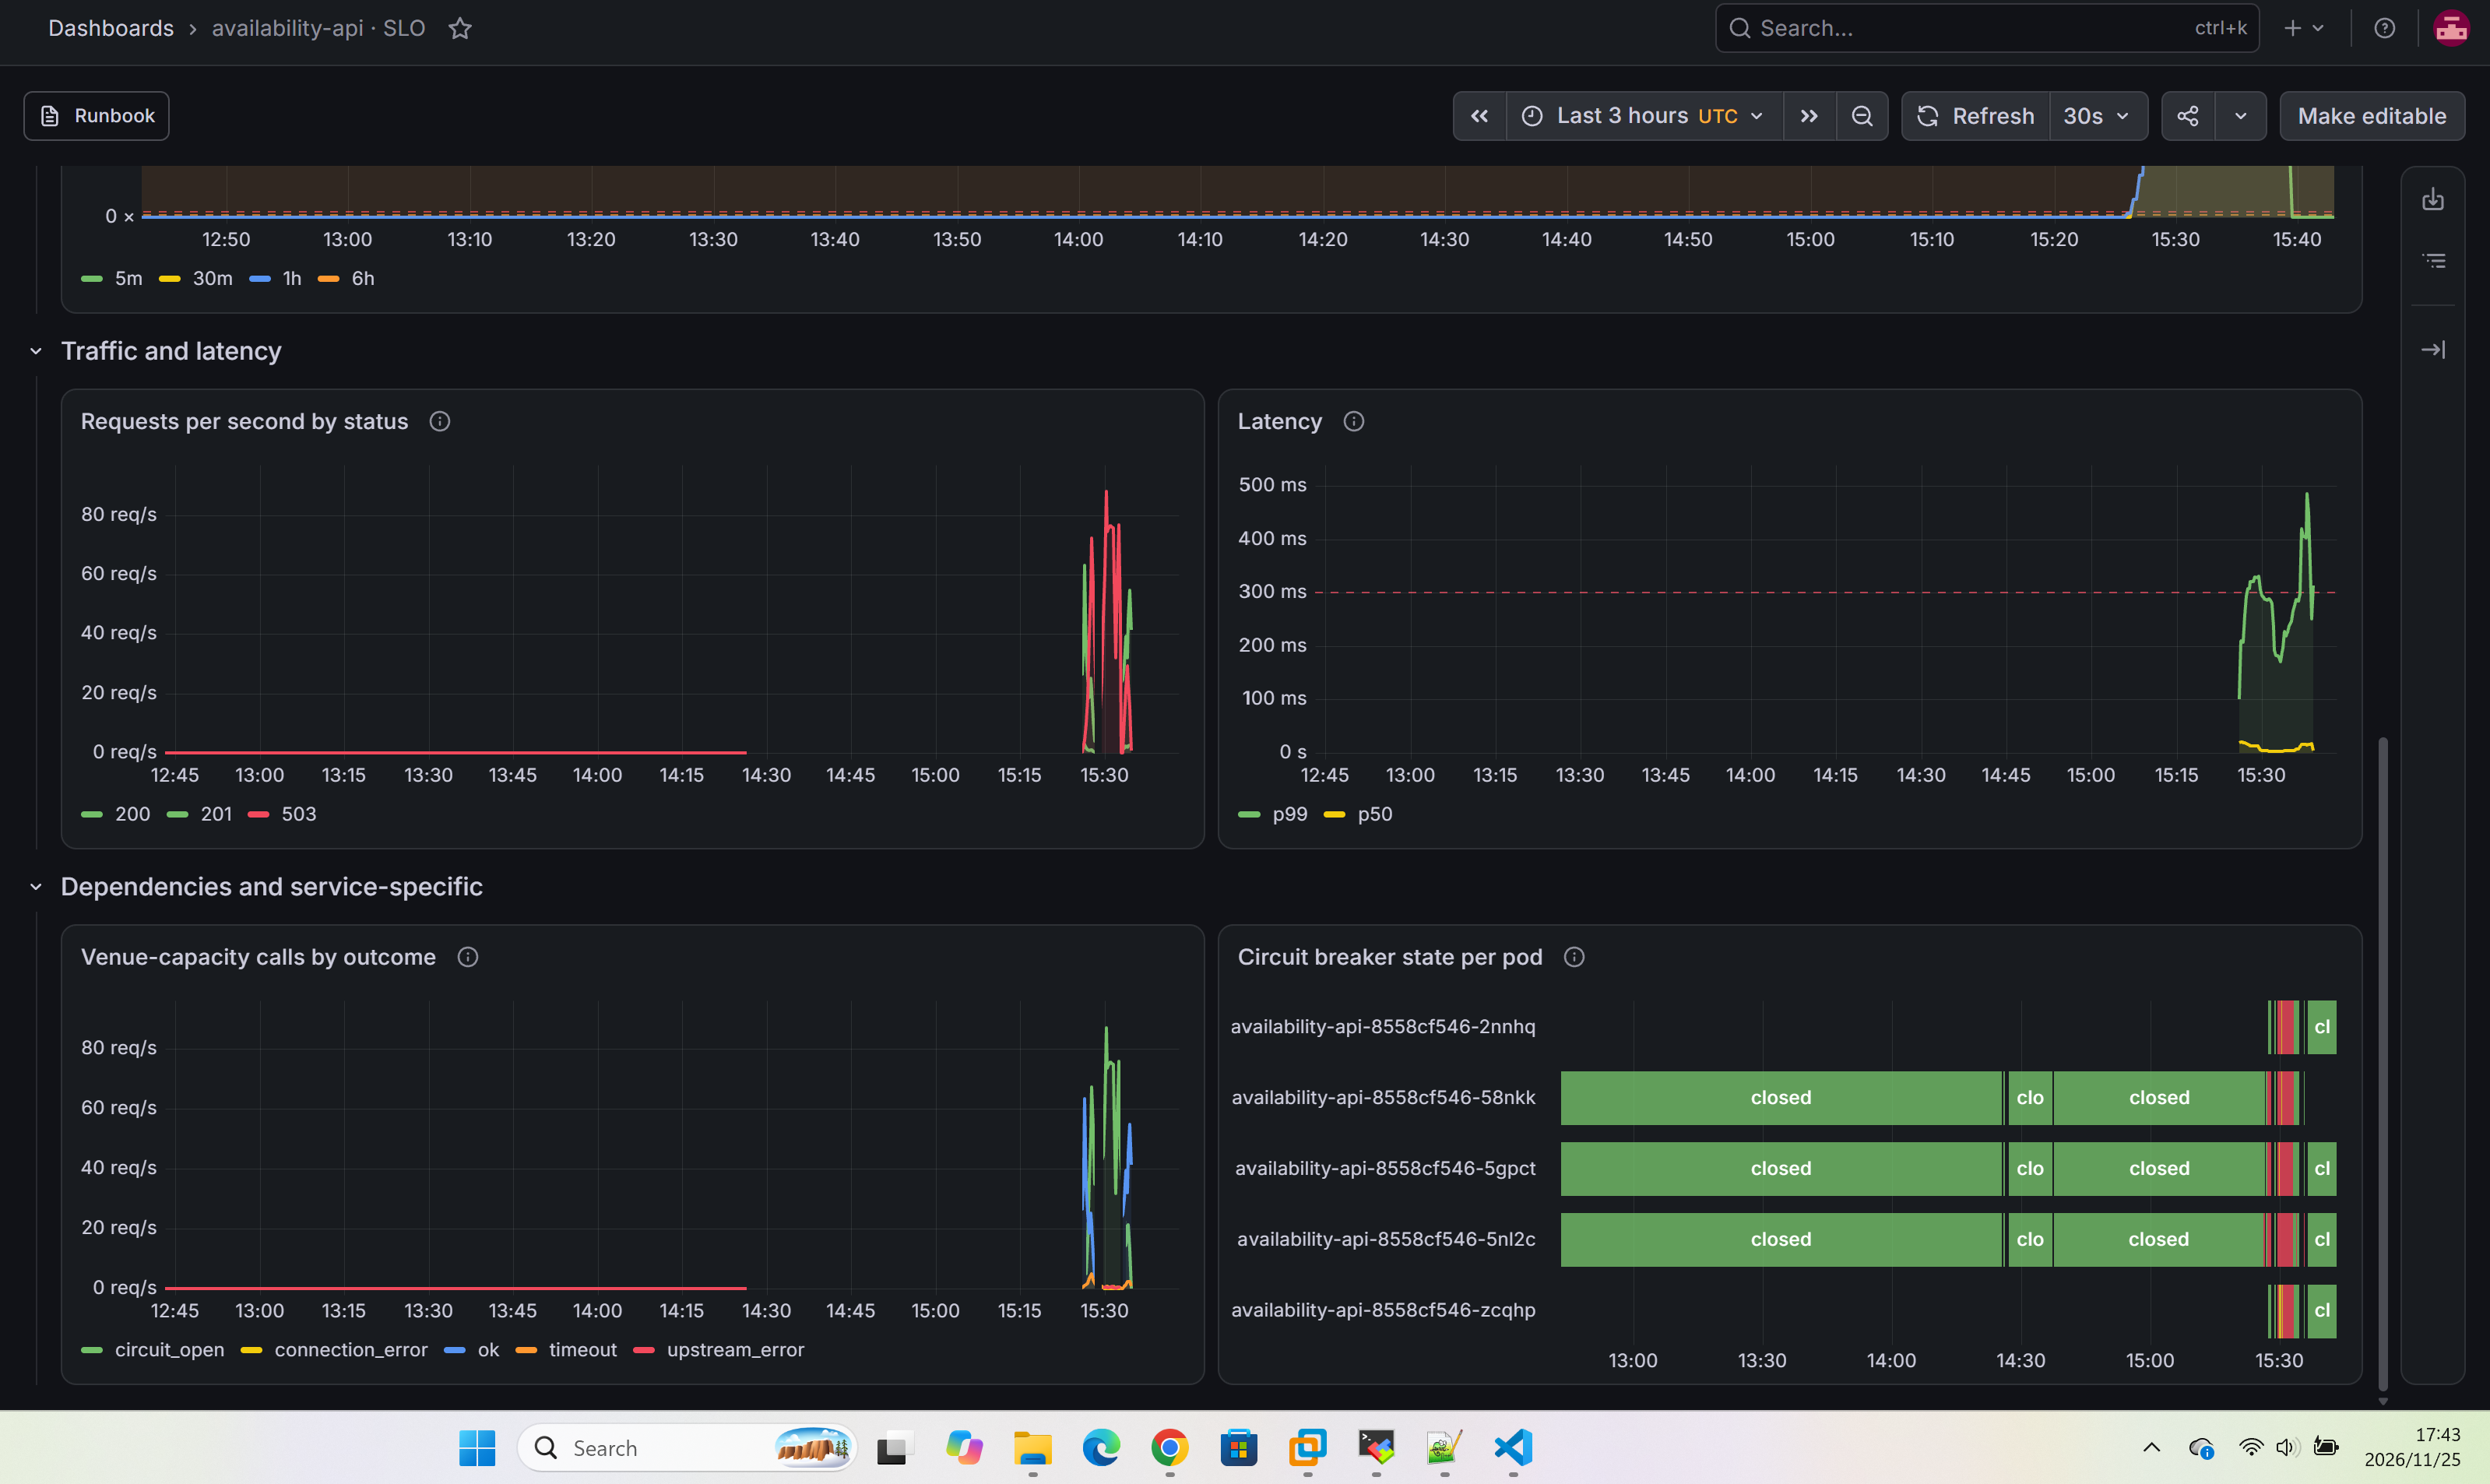 Dashboards › availability-api · SLO
Search... ctrl+k
Runbook
Last 3 hours UTC
Refresh 30s
Make editable
0 ×
12:50 13:00 13:10 13:20 13:30 13:40 13:50 14:00 14:10 14:20 14:30 14:40 14:50 15:00 15:10 15:20 15:30 15:40
5m 30m 1h 6h
Traffic and latency
Requests per second by status
80 req/s
60 req/s
40 req/s
20 req/s
0 req/s
12:45 13:00 13:15 13:30 13:45 14:00 14:15 14:30 14:45 15:00 15:15 15:30
200 201 503
Latency
500 ms
400 ms
300 ms
200 ms
100 ms
0 s
12:45 13:00 13:15 13:30 13:45 14:00 14:15 14:30 14:45 15:00 15:15 15:30
p99 p50
Dependencies and service-specific
Venue-capacity calls by outcome
80 req/s
60 req/s
40 req/s
20 req/s
0 req/s
12:45 13:00 13:15 13:30 13:45 14:00 14:15 14:30 14:45 15:00 15:15 15:30
circuit_open connection_error ok timeout upstream_error
Circuit breaker state per pod
availability-api-8558cf546-2nnhq cl
availability-api-8558cf546-58nkk closed clo closed
availability-api-8558cf546-5gpct closed clo closed cl
availability-api-8558cf546-5nl2c closed clo closed cl
availability-api-8558cf546-zcqhp cl
13:00 13:30 14:00 14:30 15:00 15:30
Search
17:43
2026/11/25